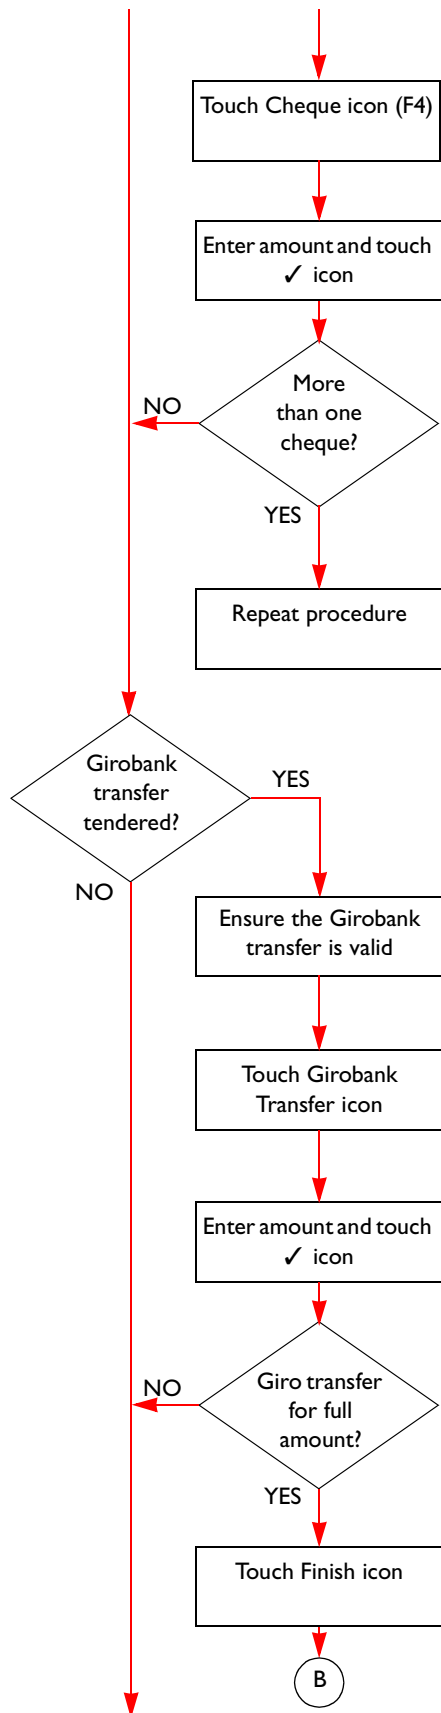 Touch Cheque icon (F4)
Enter amount and touch
✓ icon
More
than one
cheque?
NO
YES
Repeat procedure
Girobank
transfer
tendered?
YES
NO
Ensure the Girobank
transfer is valid
Touch Girobank
Transfer icon
Enter amount and touch
✓ icon
Giro transfer
for full
amount?
NO
YES
Touch Finish icon
B